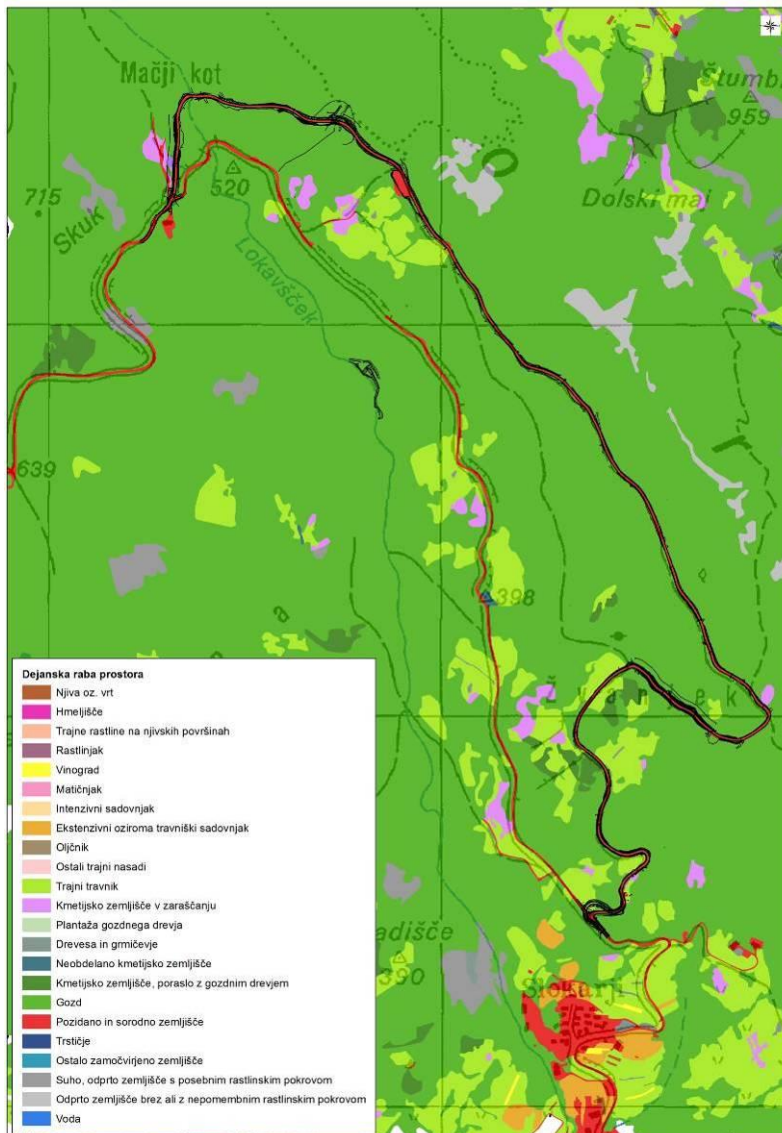 Mačji kot
Štumb
959
715
520
Dolski maj
Skuk
Lokavšček
639
398
a
Dejanska raba prostora
Njiva oz. vrt
Hmeljišče
Trajne rastline na njivskih površinah
Rastlinjak
Vinograd
Matičnjak
Intenzivni sadovnjak
Ekstenzivni oziroma travniški sadovnjak
Oljčnik
Ostali trajni nasadi
Trajni travnik
Kmetijsko zemljišče v zaraščanju
Plantaža gozdnega drevja
Drevesa in grmičevje
Neobdelano kmetijsko zemljišče
Kmetijsko zemljišče, poraslo z gozdnim drevjem
Gozd
Pozidano in sorodno zemljišče
Trstičje
Ostalo zamočvirjeno zemljišče
Suho, odprto zemljišče s posebnim rastlinskim pokrovom
Odprto zemljišče brez ali z nepomembnim rastlinskim pokrovom
Voda
adišče
390
Slokarji